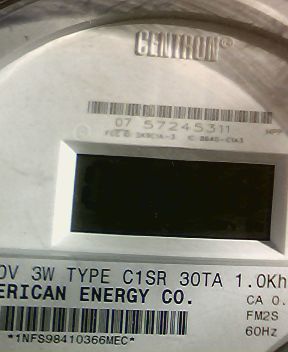 CENTRON®
07 57245311
0V 3W TYPE C1SR 30TA 1.0Kh
ERICAN ENERGY CO.
CA 0.
FM2S
*1NFS98410366MEC*
60Hz